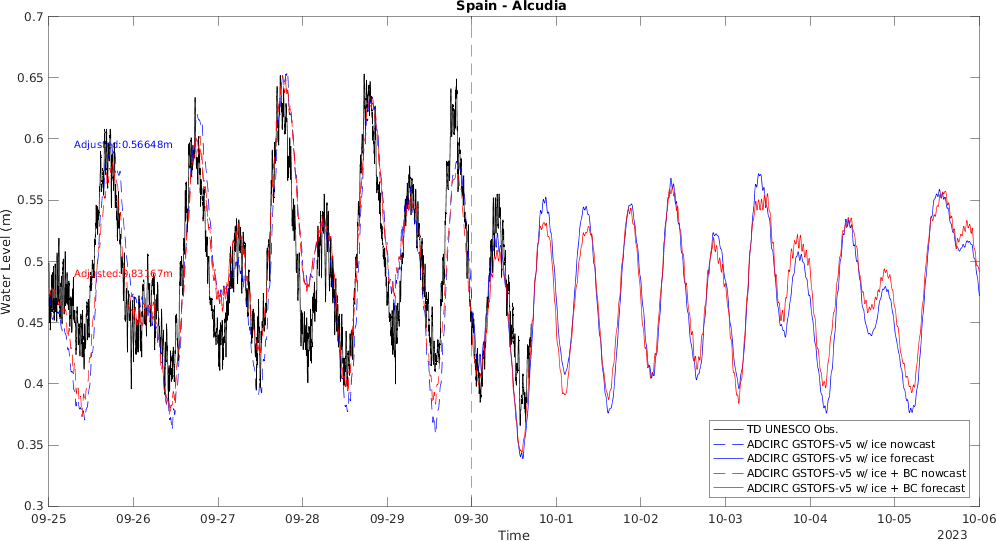 Spain - Alcudia
0.7
0.65
0.6
0.55
0.5
0.45
0.4
0.35
0.3
Water Level (m)
Adjusted:0.56648m
Adjusted:0.83167m
TD UNESCO Obs.
ADCIRC GSTOFS-v5 w/ ice nowcast
ADCIRC GSTOFS-v5 w/ ice forecast
ADCIRC GSTOFS-v5 w/ ice + BC nowcast
ADCIRC GSTOFS-v5 w/ ice + BC forecast
09-25 09-26 09-27 09-28 09-29 09-30 10-01 10-02 10-03 10-04 10-05 10-06
Time
2023